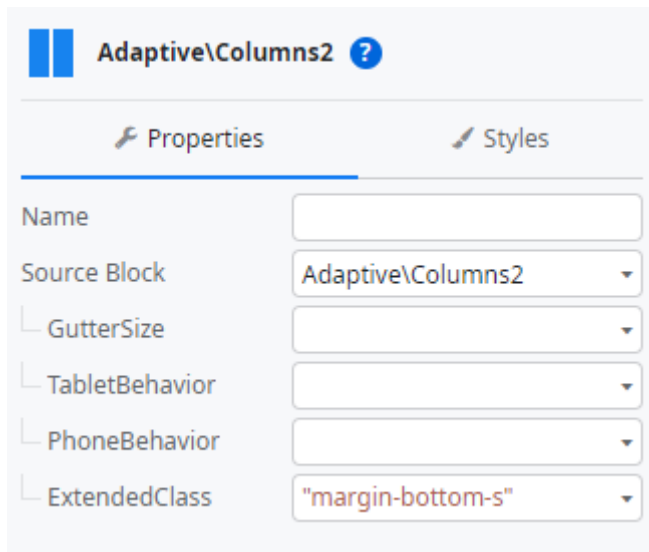 Adaptive\Columns2 ?
Properties Styles
Name
Source Block Adaptive\Columns2
GutterSize
TabletBehavior
PhoneBehavior
ExtendedClass "margin-bottom-s"